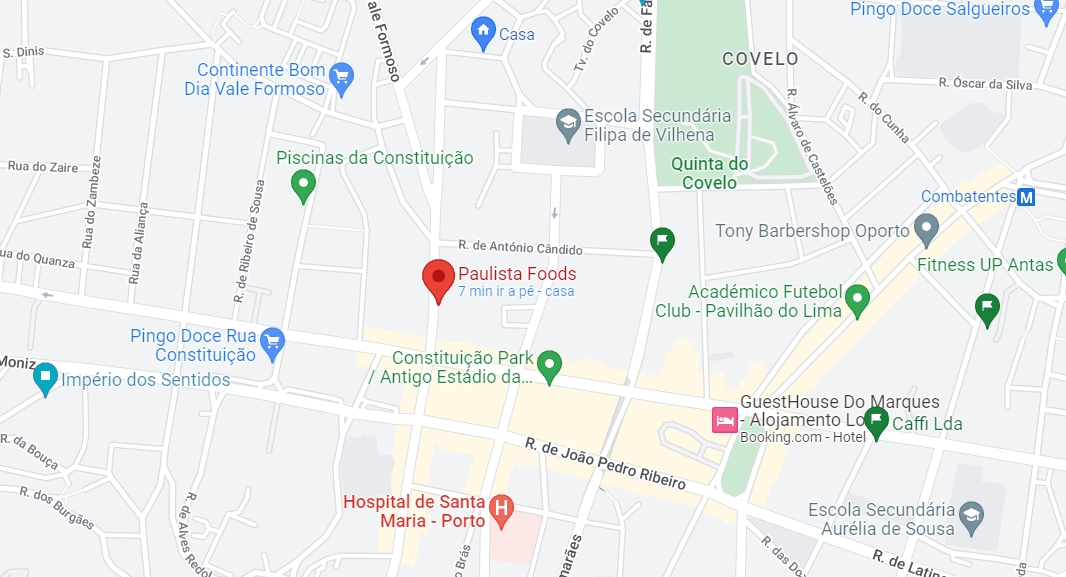 Pingo Doce Salgueiros
S. Dinis
ale Formoso
Casa
Tv. do Covelo
R. de Fa
COVELO
Continente Bom
Dia Vale Formoso
R. Óscar da Silva
R. do Cunha
R. Álvaro de Castelões
Escola Secundária
Filipa de Vilhena
Piscinas da Constituição
Quinta do
Covelo
Rua do Zaire
Rua do Zambeze
Rua da Aliança
R. de Ribeiro de Sousa
Combatentes
M
Tony Barbershop Oporto
R. de António Cândido
ua do Quanza
Fitness UP Antas
Paulista Foods
7 min ir a pé - casa
Académico Futebol
Club - Pavilhão do Lima
Pingo Doce Rua
Constituição
Moniz
Império dos Sentidos
Constituição Park
/ Antigo Estádio da...
GuestHouse Do Marques
- Alojamento Lo
Booking.com - Hotel
Caffi Lda
R. da Bouça
R. de João Pedro Ribeiro
R. dos Burgães
R. de Alves Redol
Hospital de Santa
Maria - Porto
H
Escola Secundária
Aurélia de Sousa
o Brás
marães
R. das Do
R. de Latin